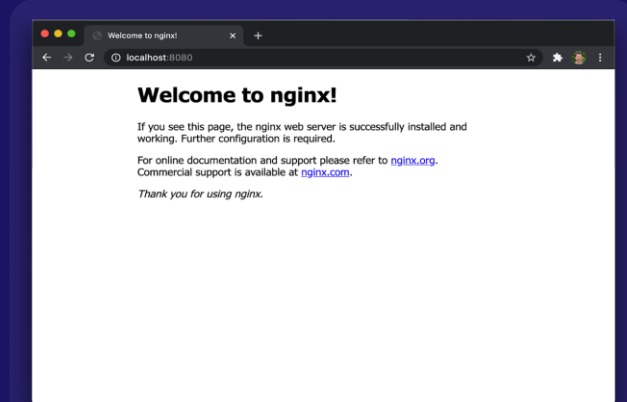 Welcome to nginx!
localhost:8080
Welcome to nginx!
If you see this page, the nginx web server is successfully installed and
working. Further configuration is required.
For online documentation and support please refer to nginx.org.
Commercial support is available at nginx.com.
Thank you for using nginx.